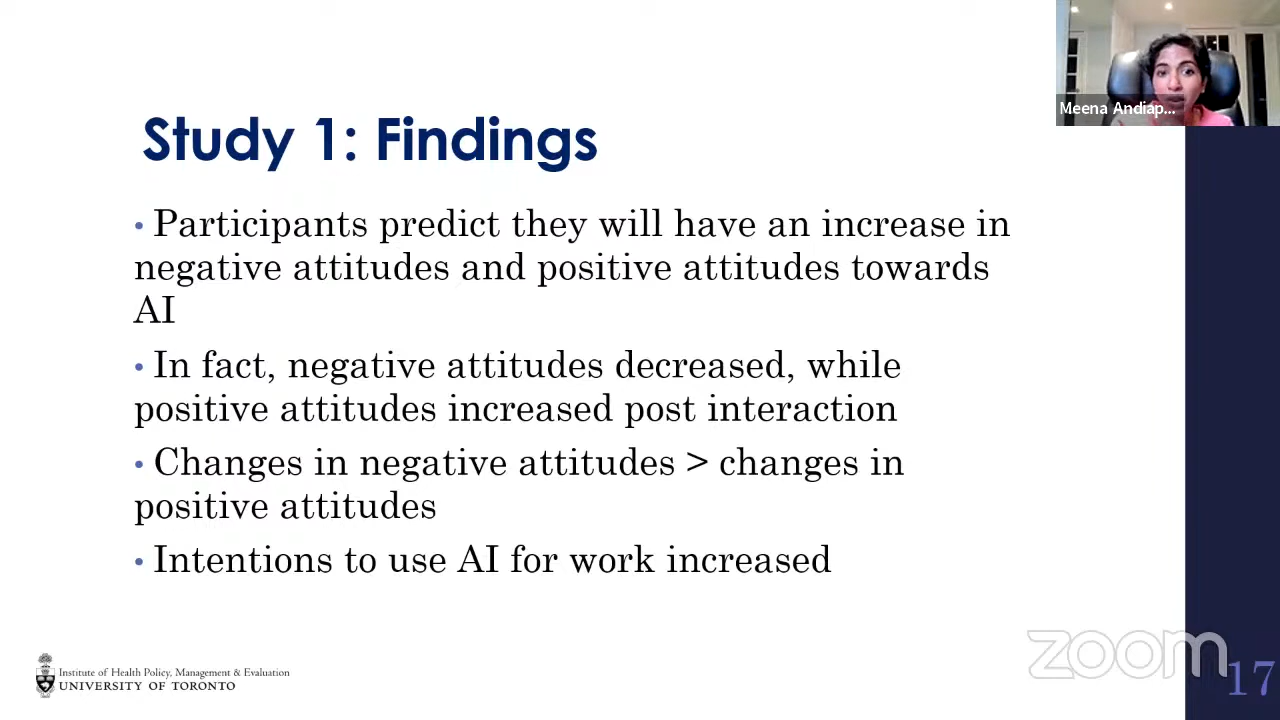 Meena Andiap...
Study 1: Findings
• Participants predict they will have an increase in
negative attitudes and positive attitudes towards
AI
• In fact, negative attitudes decreased, while
positive attitudes increased post interaction
• Changes in negative attitudes > changes in
positive attitudes
• Intentions to use AI for work increased
Institute of Health Policy, Management & Evaluation
UNIVERSITY OF TORONTO
zoom
17